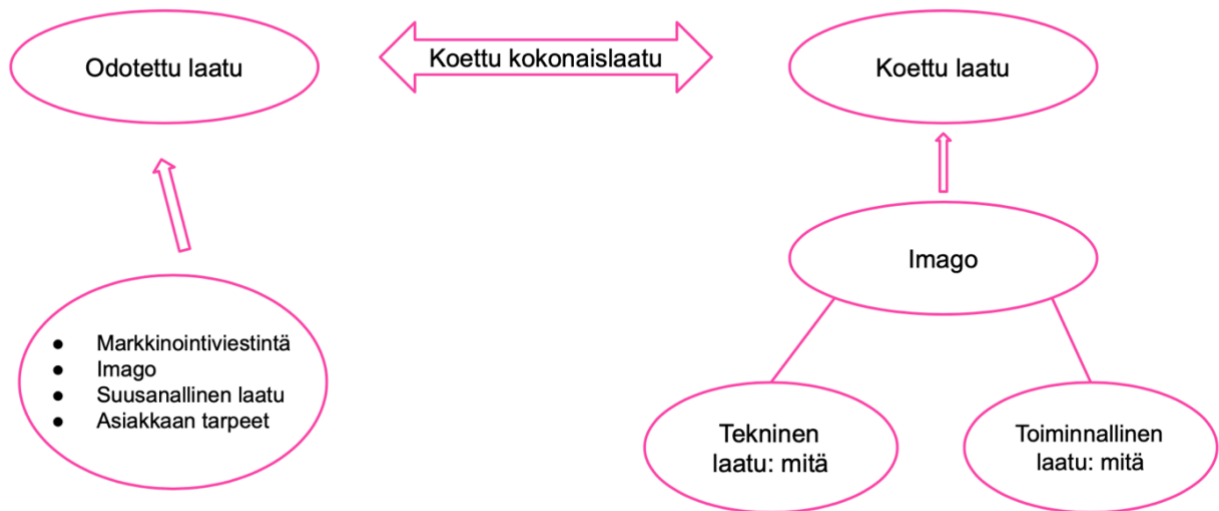 Odotettu laatu
Koettu kokonaislaatu
Koettu laatu
Imago
● Markkinointiviestintä
● Imago
● Suusanallinen laatu
● Asiakkaan tarpeet
Tekninen
laatu: mitä
Toiminnallinen
laatu: mitä